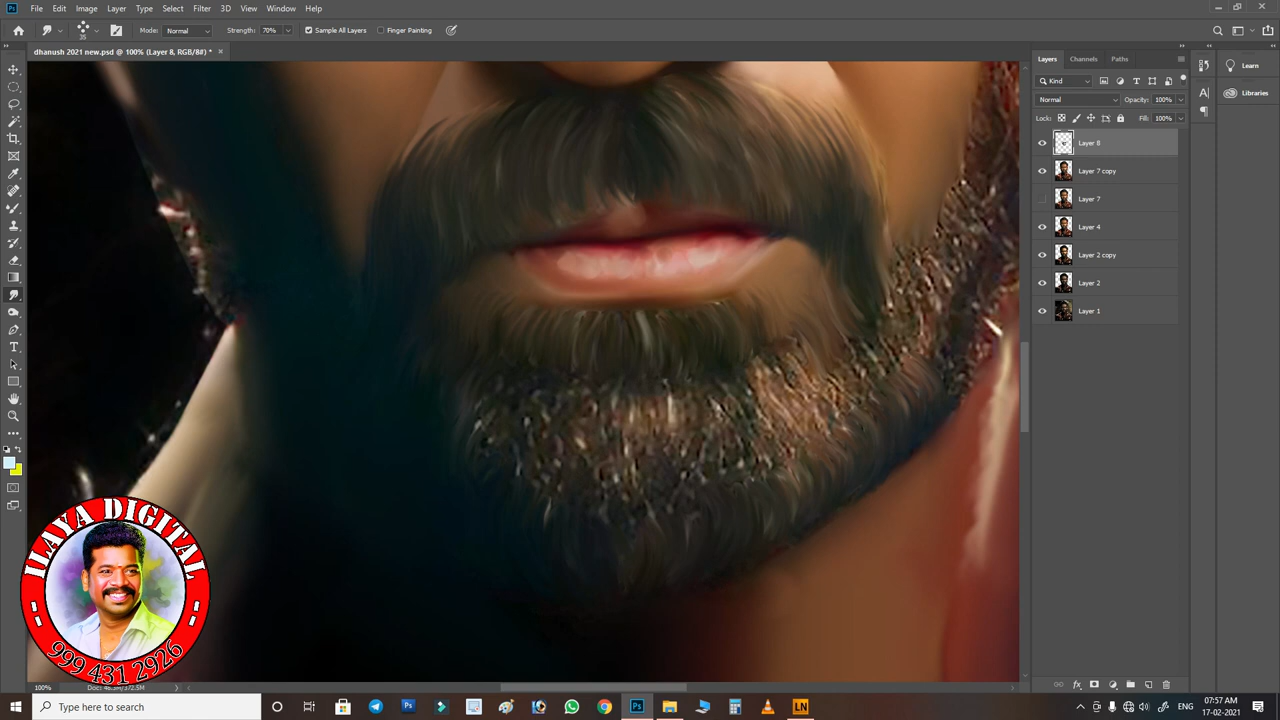 File Edit Image Layer Type Select Filter 3D View Window Help
25 Mode: Normal Strength: 70% Sample All Layers Finger Painting
dhanush 2021 new.psd @ 100% (Layer 8, RGB/8#) *
Layers Channels Paths
Learn
Kind
Libraries
Normal Opacity: 100%
Lock: Fill: 100%
Layer 8
Layer 7 copy
Layer 7
Layer 4
Layer 2 copy
Layer 2
Layer 1
ILAYA DIGITAL
999 431 2926
100%
Type here to search
07:57 AM
17-02-2021